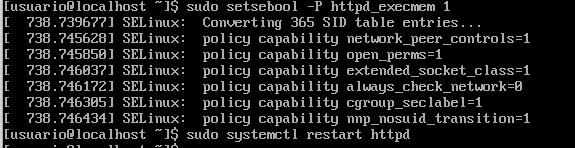 [usuario@localhost ~]$ sudo setsebool -P httpd_execmem 1
[  738.739677] SELinux:  Converting 365 SID table entries...
[  738.745628] SELinux:  policy capability network_peer_controls=1
[  738.745850] SELinux:  policy capability open_perms=1
[  738.746037] SELinux:  policy capability extended_socket_class=1
[  738.746172] SELinux:  policy capability always_check_network=0
[  738.746305] SELinux:  policy capability cgroup_seclabel=1
[  738.746434] SELinux:  policy capability nnp_nosuid_transition=1
[usuario@localhost ~]$ sudo systemctl restart httpd